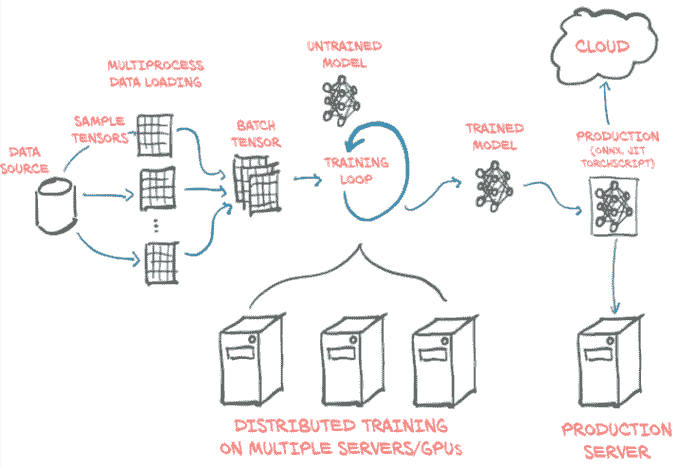 DATA
SOURCE
MULTIPROCESS
DATA LOADING
SAMPLE
TENSORS
...
BATCH
TENSOR
UNTRAINED
MODEL
TRAINING
LOOP
TRAINED
MODEL
CLOUD
PRODUCTION
(ONNX, JIT
TORCHSCRIPT)
DISTRIBUTED TRAINING
ON MULTIPLE SERVERS/GPUs
PRODUCTION
SERVER